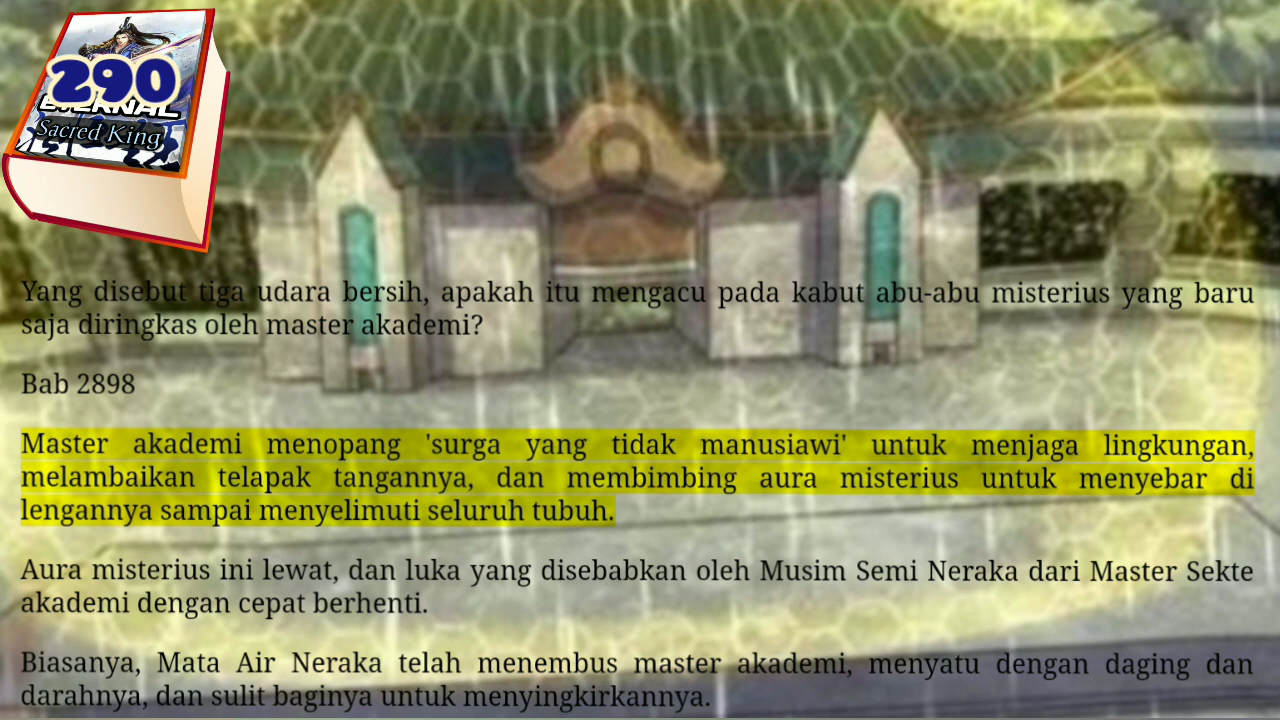 290
ETERNAL
Sacred King
Yang disebut tiga udara bersih, apakah itu mengacu pada kabut abu-abu misterius yang baru
saja diringkas oleh master akademi?
Bab 2898
Master akademi menopang 'surga yang tidak manusiawi' untuk menjaga lingkungan,
melambaikan telapak tangannya, dan membimbing aura misterius untuk menyebar di
lengannya sampai menyelimuti seluruh tubuh.
Aura misterius ini lewat, dan luka yang disebabkan oleh Musim Semi Neraka dari Master Sekte
akademi dengan cepat berhenti.
Biasanya, Mata Air Neraka telah menembus master akademi, menyatu dengan daging dan
darahnya, dan sulit baginya untuk menyingkirkannya.